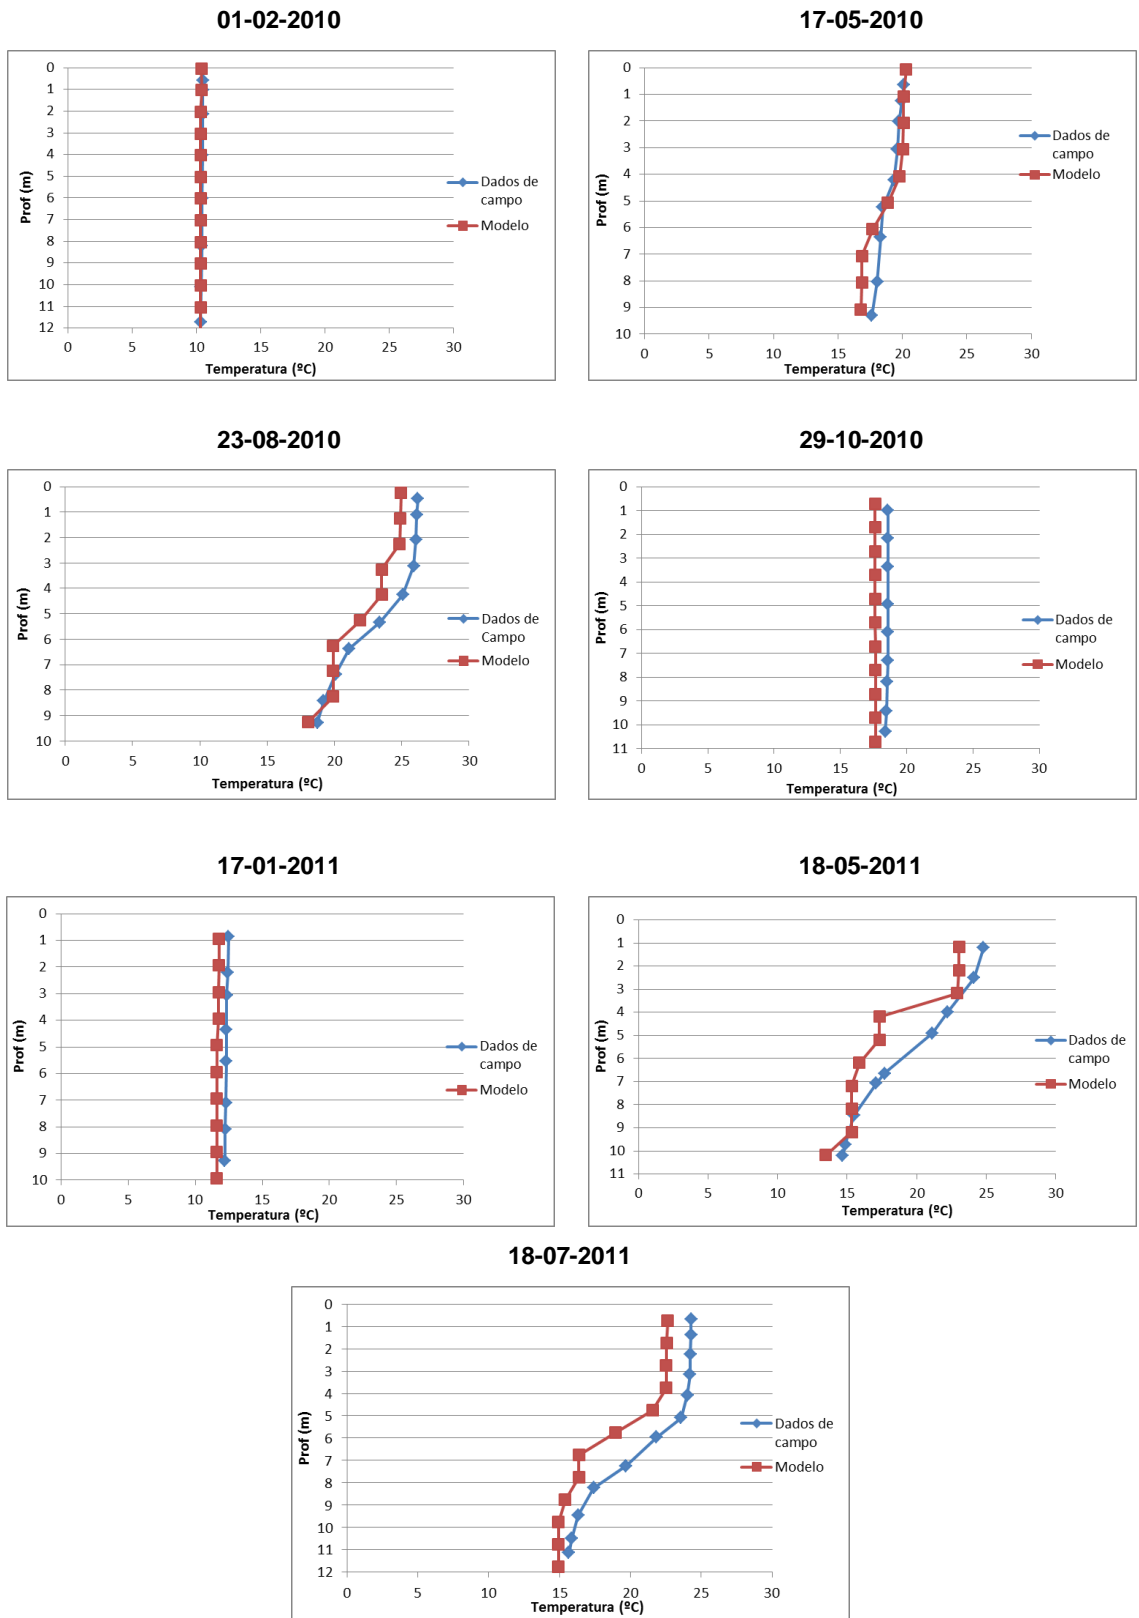 01-02-2010
0
1
2
3
4
5
6
7
8
9
10
11
12
Prof (m)
0 5 10 15 20 25 30
Temperatura (ºC)
Dados de
campo
Modelo
17-05-2010
0
1
2
3
4
5
6
7
8
9
10
Prof (m)
0 5 10 15 20 25 30
Temperatura (ºC)
Dados de
campo
Modelo
23-08-2010
0
1
2
3
4
5
6
7
8
9
10
Prof (m)
0 5 10 15 20 25 30
Temperatura (ºC)
Dados de
Campo
Modelo
29-10-2010
0
1
2
3
4
5
6
7
8
9
10
11
Prof (m)
0 5 10 15 20 25 30
Temperatura (ºC)
Dados de
campo
Modelo
17-01-2011
0
1
2
3
4
5
6
7
8
9
10
Prof (m)
0 5 10 15 20 25 30
Temperatura (ºC)
Dados de
campo
Modelo
18-05-2011
0
1
2
3
4
5
6
7
8
9
10
11
Prof (m)
0 5 10 15 20 25 30
Temperatura (ºC)
Dados de
campo
Modelo
18-07-2011
0
1
2
3
4
5
6
7
8
9
10
11
12
Prof (m)
0 5 10 15 20 25 30
Temperatura (ºC)
Dados de
campo
Modelo